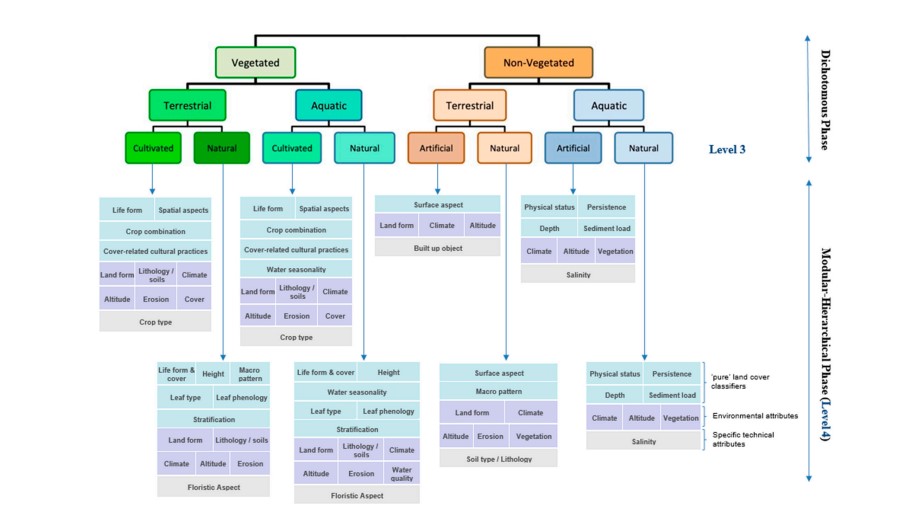 Vegetated
Non-Vegetated
Terrestrial
Aquatic
Terrestrial
Aquatic
Cultivated
Natural
Cultivated
Natural
Artificial
Natural
Artificial
Natural
Level 3
Dichotomous Phase
Life form
Spatial aspects
Crop combination
Cover-related cultural practices
Land form
Lithology /
soils
Climate
Altitude
Erosion
Cover
Crop type
Life form
Spatial aspects
Crop combination
Cover-related cultural practices
Water seasonality
Land form
Lithology /
soils
Climate
Altitude
Erosion
Cover
Crop type
Surface aspect
Land form
Climate
Altitude
Built up object
Physical status
Persistence
Depth
Sediment load
Climate
Altitude
Vegetation
Salinity
Life form &
cover
Height
Macro
pattern
Leaf type
Leaf phenology
Stratification
Land form
Lithology / soils
Climate
Altitude
Erosion
Floristic Aspect
Life form & cover
Height
Water seasonality
Leaf type
Leaf phenology
Stratification
Land form
Lithology /
soils
Climate
Altitude
Erosion
Water
quality
Floristic Aspect
Surface aspect
Macro pattern
Land form
Climate
Altitude
Erosion
Vegetation
Soil type / Lithology
Physical status
Persistence
Depth
Sediment load
Climate
Altitude
Vegetation
Salinity
'pure' land cover
classifiers
Environmental attributes
Specific technical
attributes
Modular-Hierarchical Phase (Level 4)